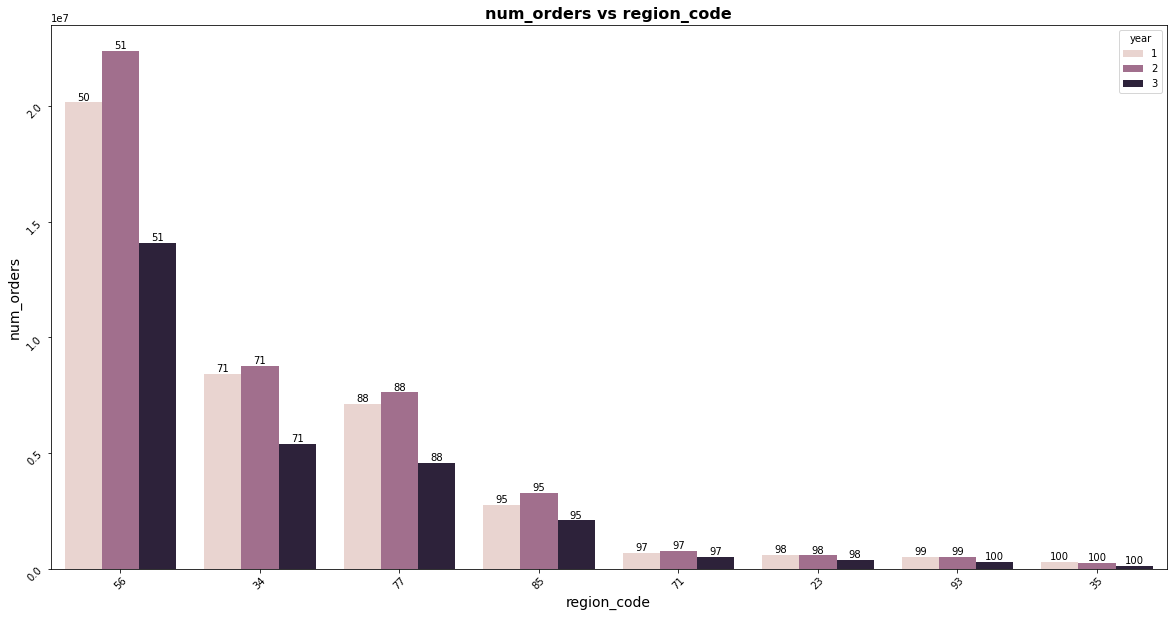 num_orders vs region_code
1e7
num_orders
2.0
1.5
1.0
0.5
0.0
year
1
2
3
50 51 51
71 71 71
88 88 88
95 95 95
97 97 97
98 98 98
99 99 100
100 100 100
56 34 77 85 71 23 93 35
region_code